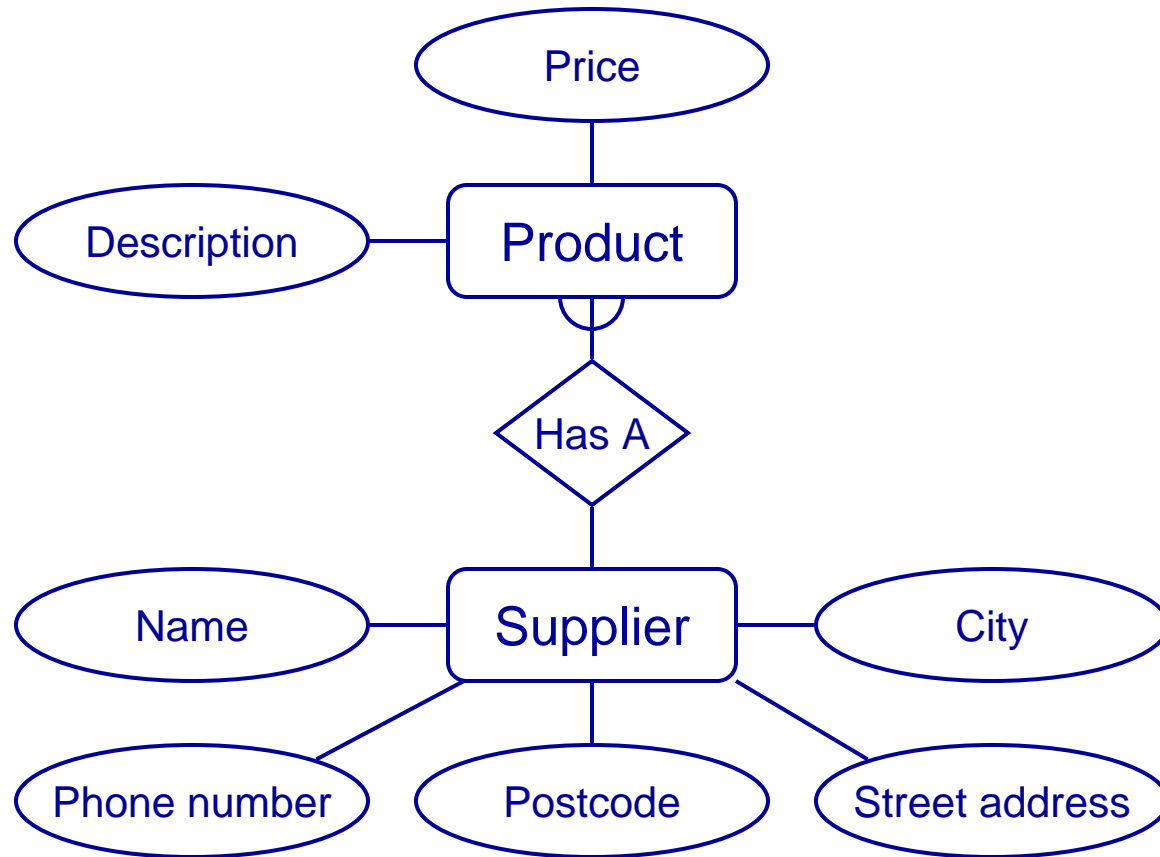 Price
Description
Product
Has A
Name
Supplier
City
Phone number
Postcode
Street address